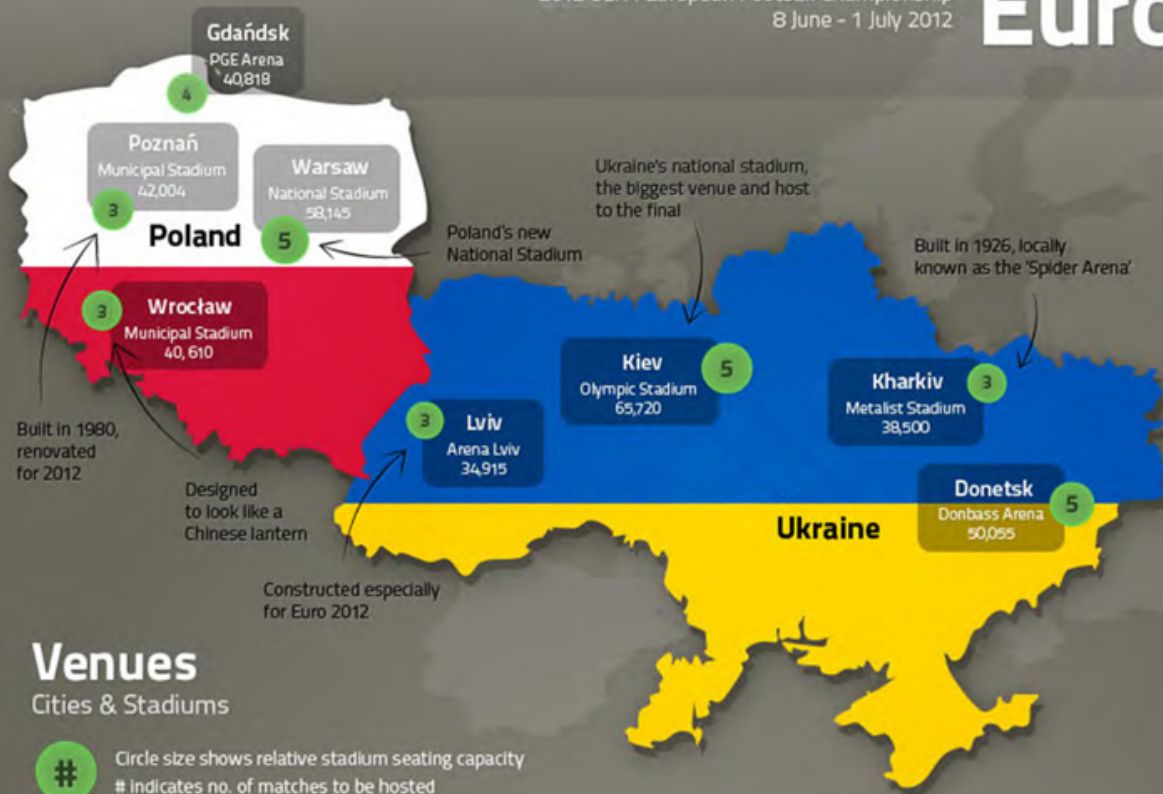 8 June - 1 July 2012
Euro
Gdańdsk
PGE Arena
40,818
4
Poznań
Municipal Stadium
42,004
3
Warsaw
National Stadium
58,145
5
Poland
Poland's new
National Stadium
Wrocław
Municipal Stadium
40, 610
3
Built in 1980,
renovated
for 2012
Designed
to look like a
Chinese lantern
Ukraine's national stadium,
the biggest venue and host
to the final
Built in 1926, locally
known as the 'Spider Arena'
Kiev
Olympic Stadium
65,720
5
Kharkiv
Metalist Stadium
38,500
3
3
Lviv
Arena Lviv
34,915
Donetsk
Donbass Arena
50,055
5
Ukraine
Constructed especially
for Euro 2012
Venues
Cities & Stadiums
#
Circle size shows relative stadium seating capacity
# indicates no. of matches to be hosted